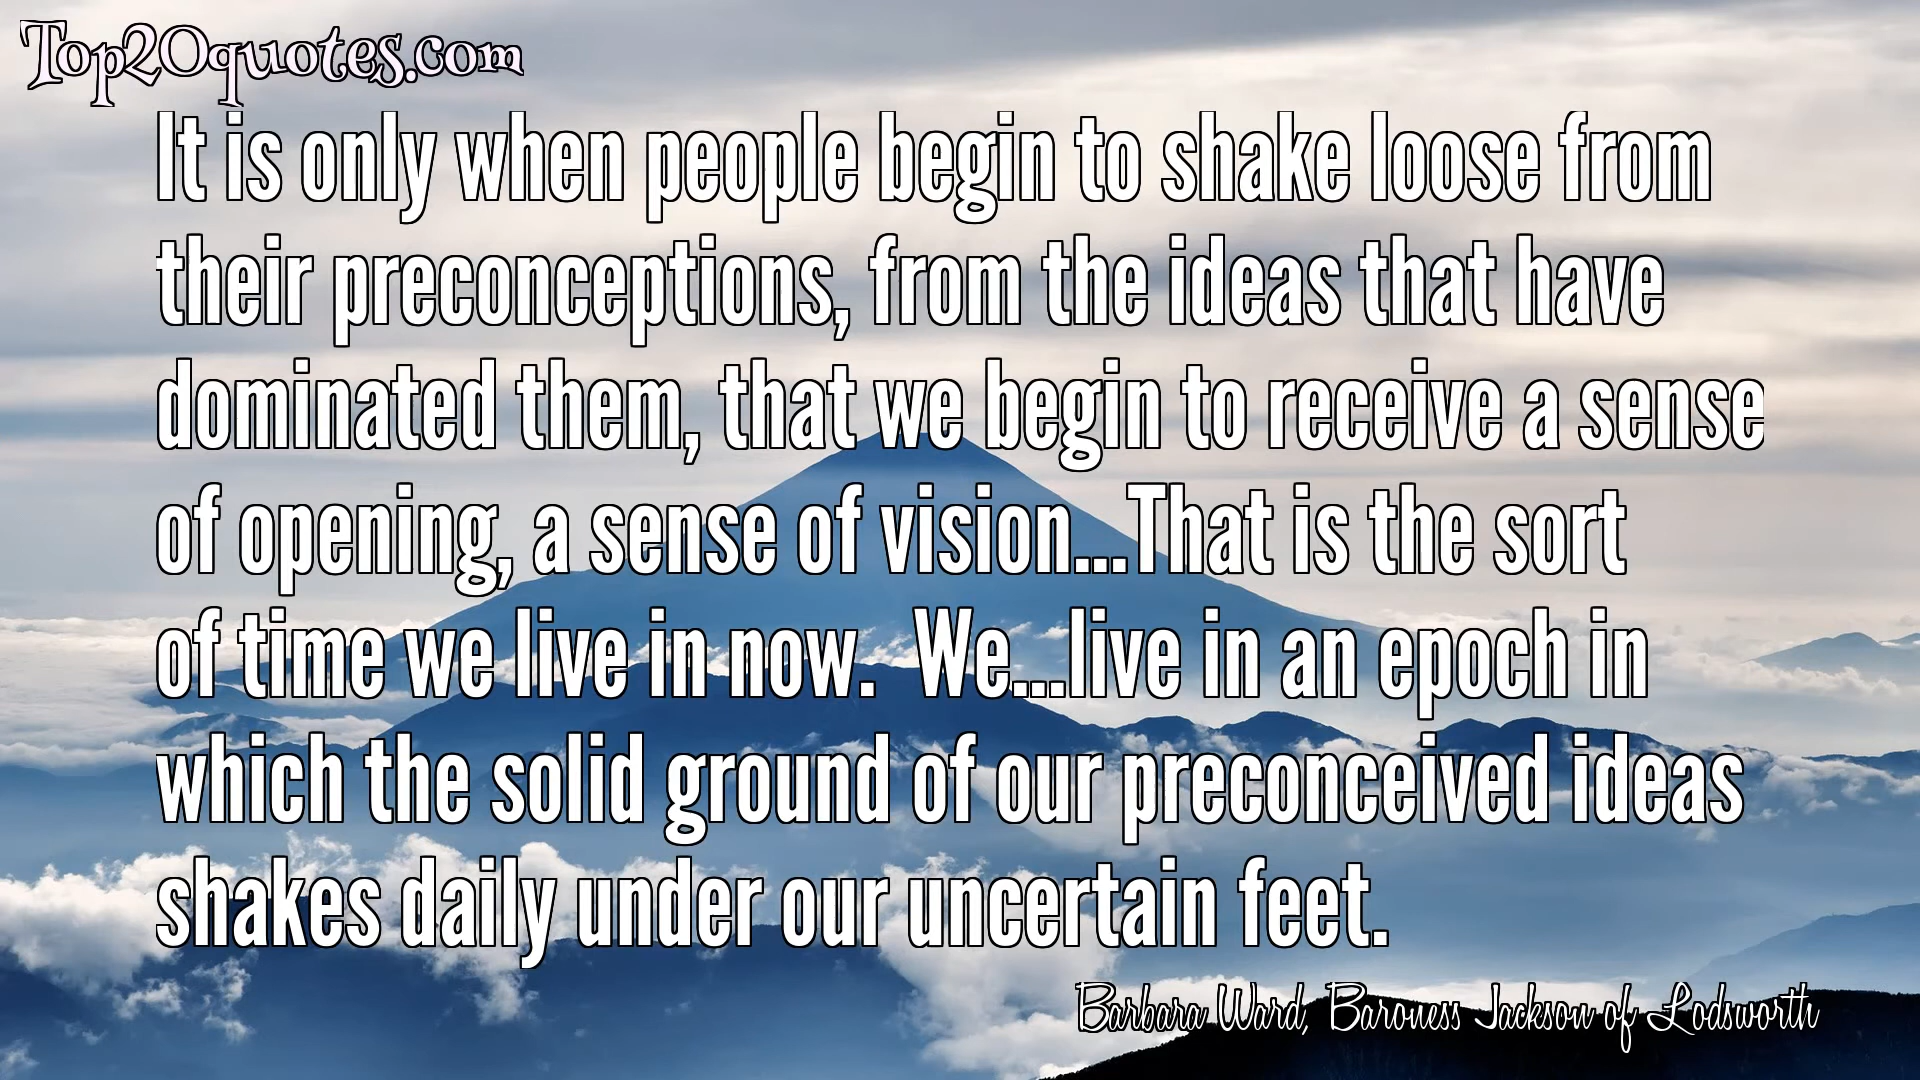 Top20quotes.com
It is only when people begin to shake loose from
their preconceptions, from the ideas that have
dominated them, that we begin to receive a sense
of opening, a sense of vision...That is the sort
of time we live in now.  We...live in an epoch in
which the solid ground of our preconceived ideas
shakes daily under our uncertain feet.
Barbara Ward, Baroness Jackson of Lodsworth